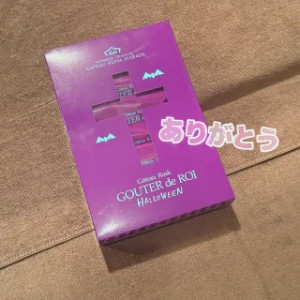 GATEAU FESTA HARADA
ありがとう
Gateau Rusk
GOUTER de ROI
HALLOWEEN